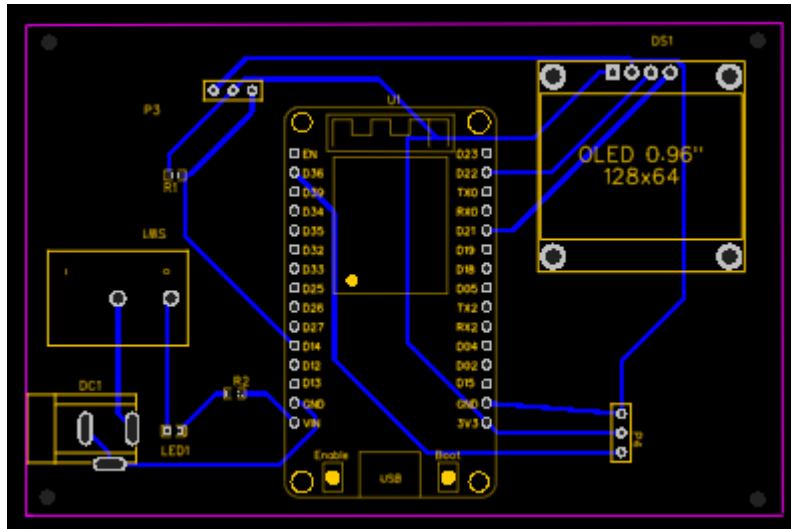 DS1
P3
U1
OLED 0.96"
128x64
R1
LMS
EN
D36
D39
D34
D35
D32
D33
D25
D26
D27
D14
D12
D13
GND
VIN
D23
D22
TX0
RX0
D21
D19
D18
D05
TX2
RX2
D04
D02
D15
GND
3V3
I
O
DC1
R2
LED1
P4
Enable
USB
Boot